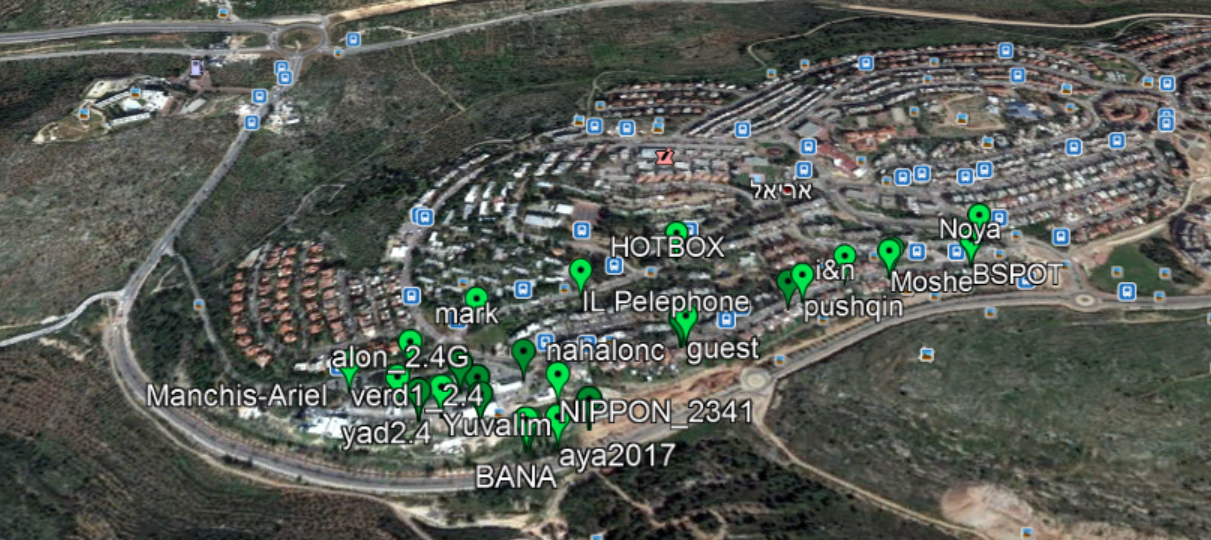 אריאל
Noya
HOTBOX
i&n
BSPOT
Moshe
IL Pelephone
pushqin
mark
nahalonc
guest
alon_2.4G
Manchis-Ariel
verd1_2.4
NIPPON_2341
yad2.4
Yuvalim
aya2017
BANA